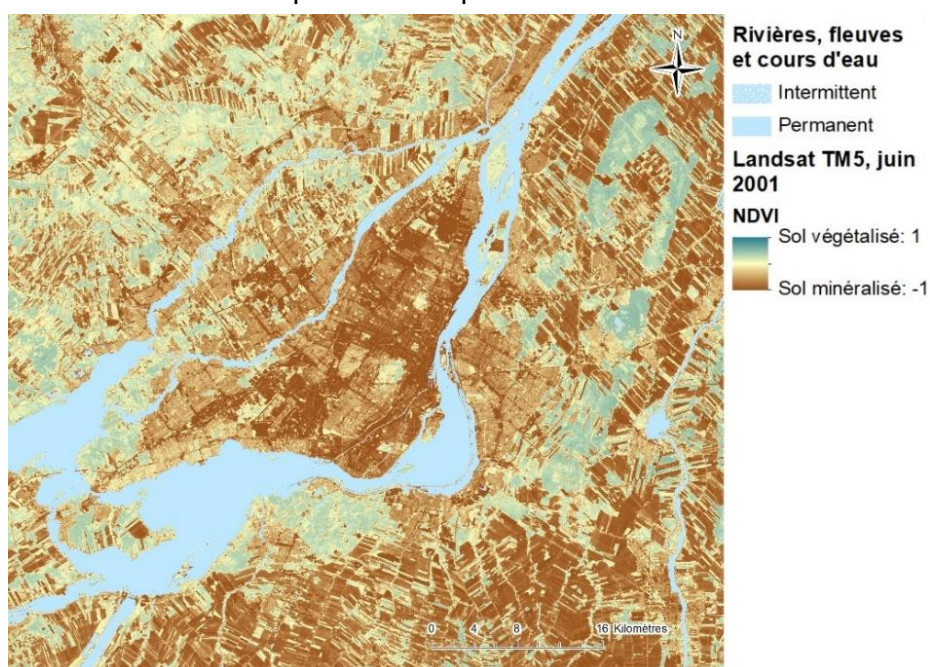 N
Rivières, fleuves
et cours d'eau
Intermittent
Permanent
Landsat TM5, juin
2001
NDVI
Sol végétalisé: 1
Sol minéralisé: -1
0 4 8 16 Kilomètres